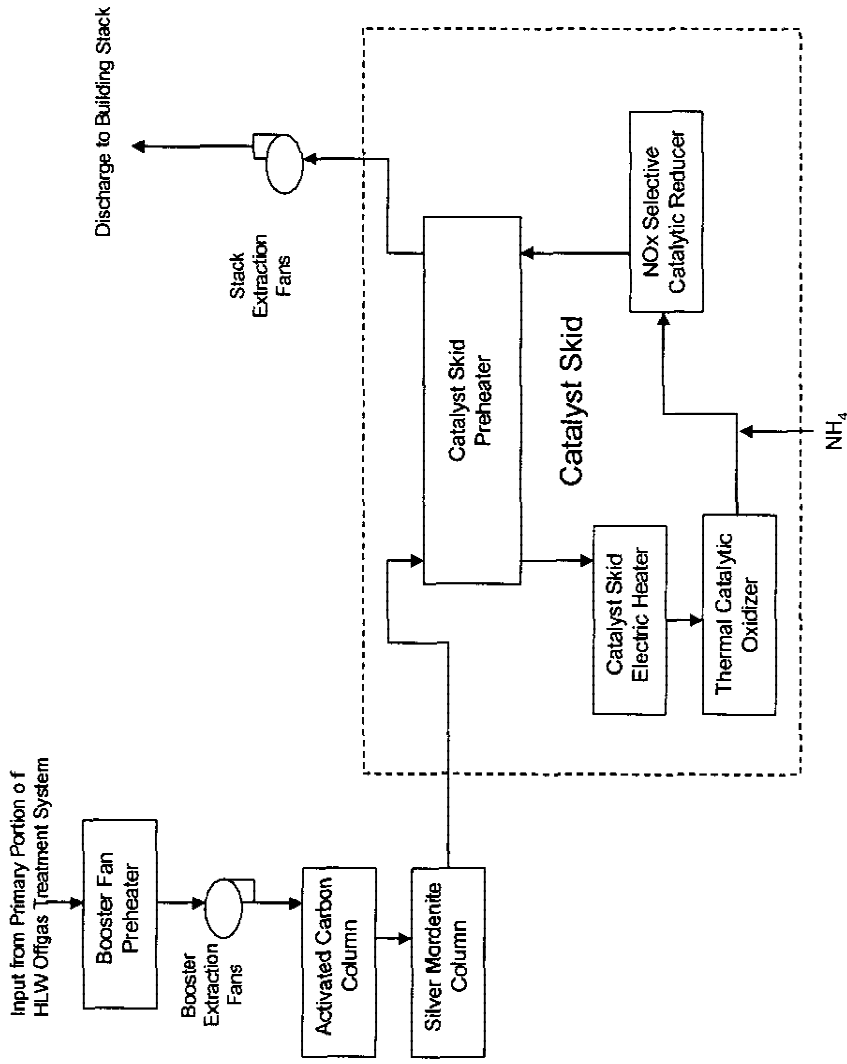 Input from Primary Portion of
HLW Offgas Treatment System
Booster Fan
Preheater
Booster
Extraction
Fans
Activated Carbon
Column
Silver Mordenite
Column
Catalyst Skid
Preheater
Catalyst Skid
Electric Heater
Thermal Catalytic
Oxidizer
NH₄
NOx Selective
Catalytic Reducer
Catalyst Skid
Stack
Extraction
Fans
Discharge to Building Stack